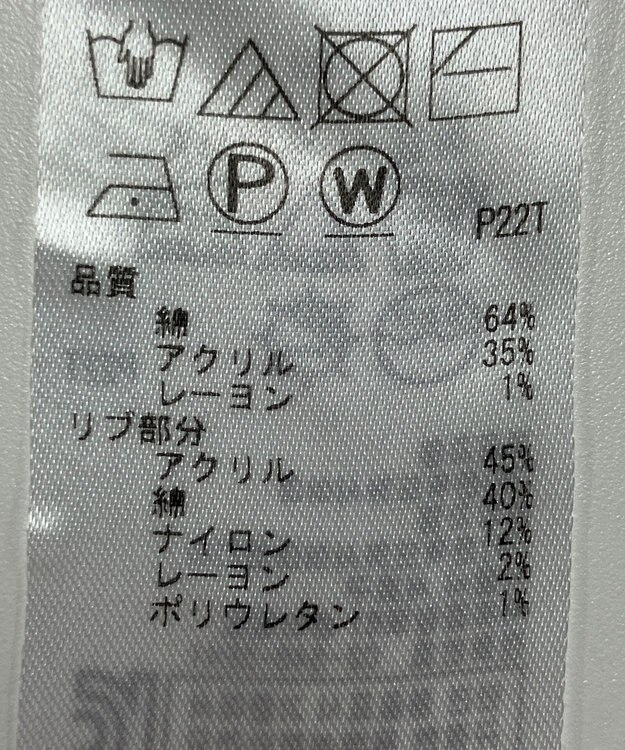 P W P22T
品質
綿 64%
アクリル 35%
レーヨン 1%
リブ部分
アクリル 45%
綿 40%
ナイロン 12%
レーヨン 2%
ポリウレタン 1%